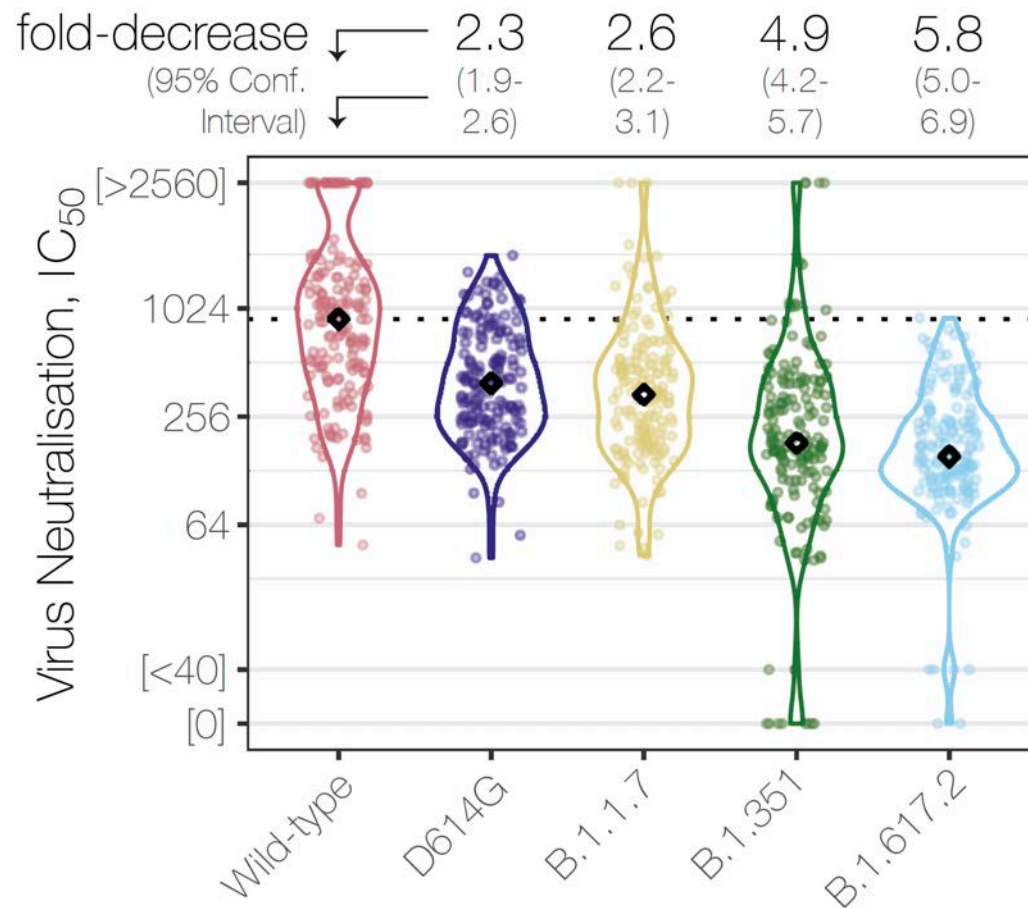 fold-decrease 2.3 2.6 4.9 5.8
(95% Conf. (1.9- (2.2- (4.2- (5.0-
Interval) 2.6) 3.1) 5.7) 6.9)
Virus Neutralisation, IC50
[>2560]
1024
256
64
[<40]
[0]
Wild-type
D614G
B.1.1.7
B.1.351
B.1.617.2